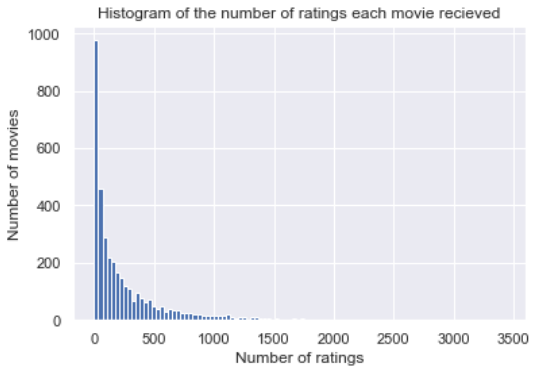 Histogram of the number of ratings each movie recieved
Number of movies
1000
800
600
400
200
0
0 500 1000 1500 2000 2500 3000 3500
Number of ratings